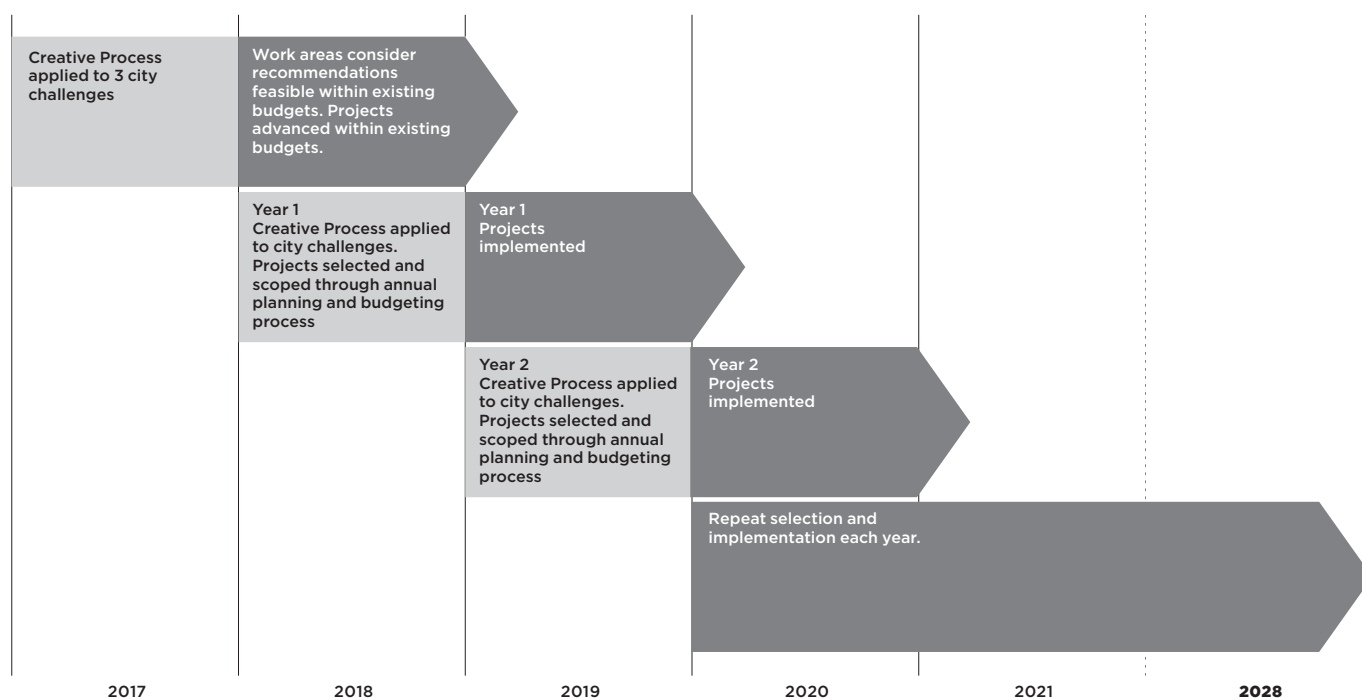 Creative Process
applied to 3 city
challenges
Work areas consider
recommendations
feasible within existing
budgets. Projects
advanced within existing
budgets.
Year 1
Creative Process applied
to city challenges.
Projects selected and
scoped through annual
planning and budgeting
process
Year 1
Projects
implemented
Year 2
Creative Process applied
to city challenges.
Projects selected and
scoped through annual
planning and budgeting
process
Year 2
Projects
implemented
Repeat selection and
implementation each year.
2017 2018 2019 2020 2021 2028